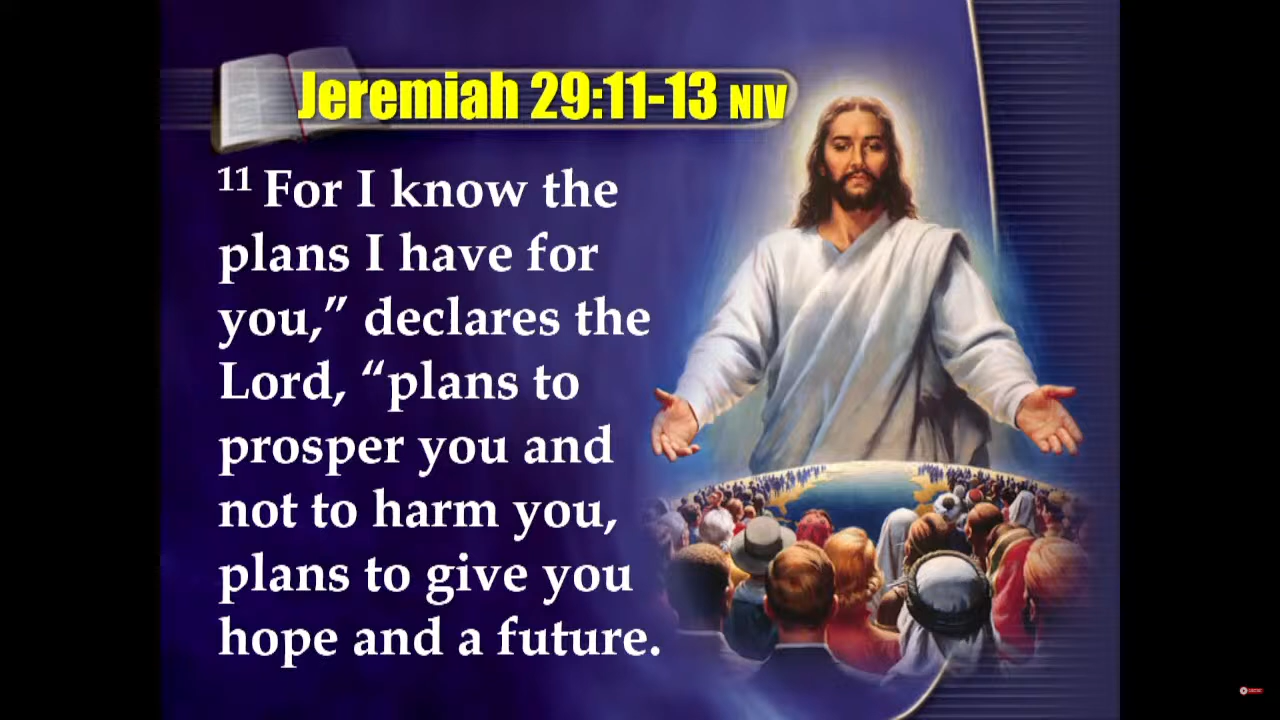 Jeremiah 29:11-13 NIV
¹¹ For I know the
plans I have for
you,” declares the
Lord, “plans to
prosper you and
not to harm you,
plans to give you
hope and a future.